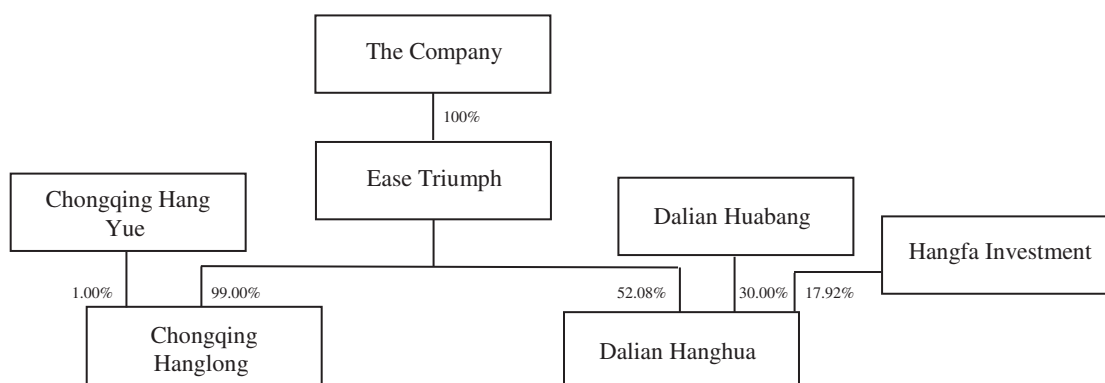 The Company
100%
Ease Triumph
Chongqing Hang
Yue
Dalian Huabang
Hangfa Investment
1.00%
99.00%
52.08%
30.00%
17.92%
Chongqing
Hanglong
Dalian Hanghua